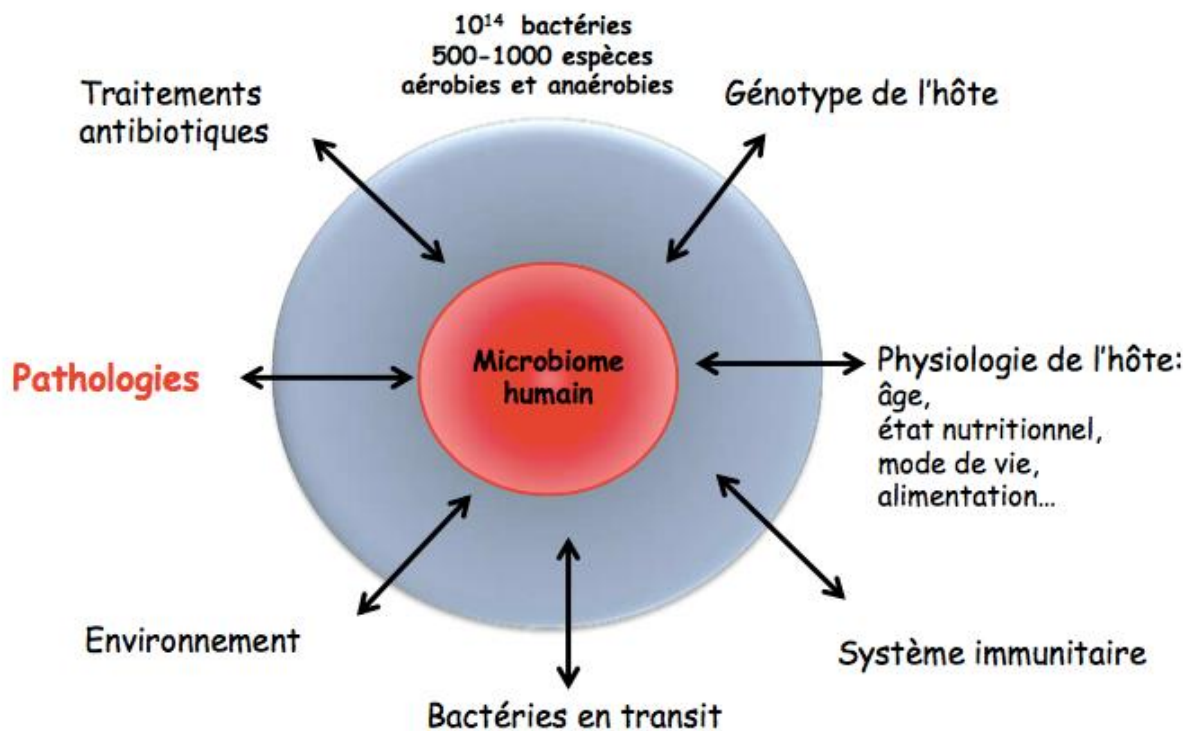 10¹⁴ bactéries
500-1000 espèces
aérobies et anaérobies
Traitements
antibiotiques
Génotype de l'hôte
Pathologies
Microbiome
humain
Physiologie de l'hôte:
âge,
état nutritionnel,
mode de vie,
alimentation...
Environnement
Système immunitaire
Bactéries en transit